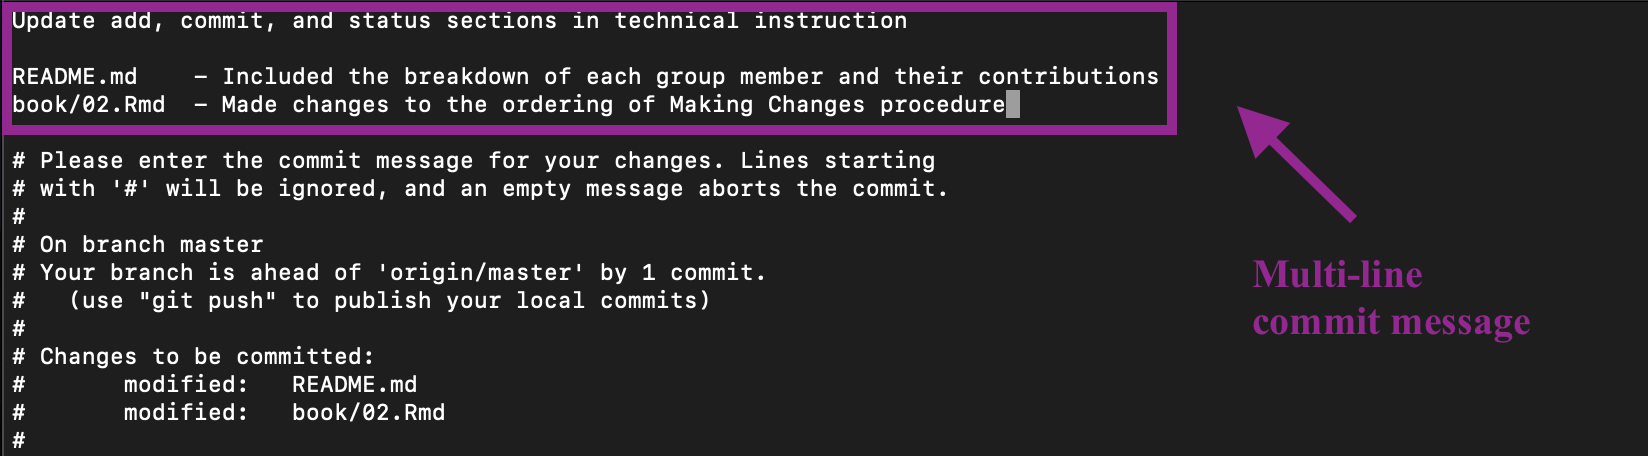 Update add, commit, and status sections in technical instruction
README.md    – Included the breakdown of each group member and their contributions
book/02.Rmd  – Made changes to the ordering of Making Changes procedure
# Please enter the commit message for your changes. Lines starting
# with '#' will be ignored, and an empty message aborts the commit.
#
# On branch master
# Your branch is ahead of 'origin/master' by 1 commit.
#   (use "git push" to publish your local commits)
#
# Changes to be committed:
#       modified:   README.md
#       modified:   book/02.Rmd
#
Multi-line
commit message